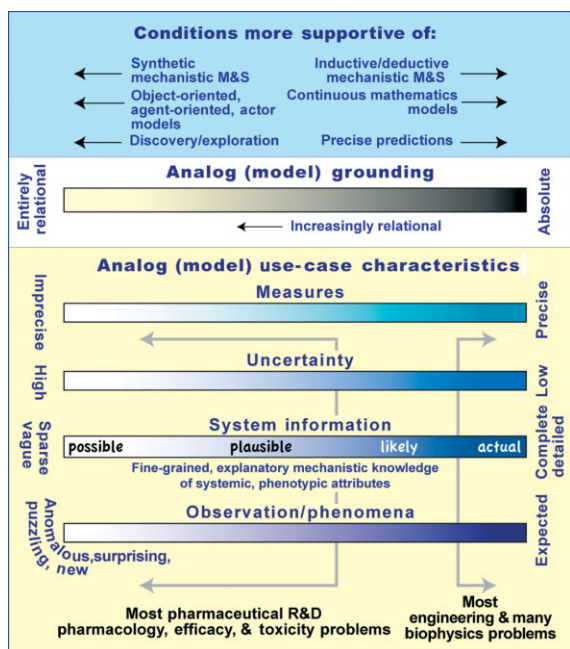 Conditions more supportive of:
Synthetic
mechanistic M&S
Inductive/deductive
mechanistic M&S
Object-oriented,
agent-oriented, actor
models
Continuous mathematics
models
Discovery/exploration
Precise predictions
Entirely
relational
Analog (model) grounding
Increasingly relational
Absolute
Analog (model) use-case characteristics
Imprecise
Measures
Precise
High
Uncertainty
Low
Sparse
vague
System information
possible
plausible
likely
actual
Complete
detailed
Fine-grained, explanatory mechanistic knowledge
of systemic, phenotypic attributes
Observation/phenomena
Anomalous, surprising,
puzzling, new
Expected
Most pharmaceutical R&D
pharmacology, efficacy, & toxicity problems
Most
engineering & many
biophysics problems